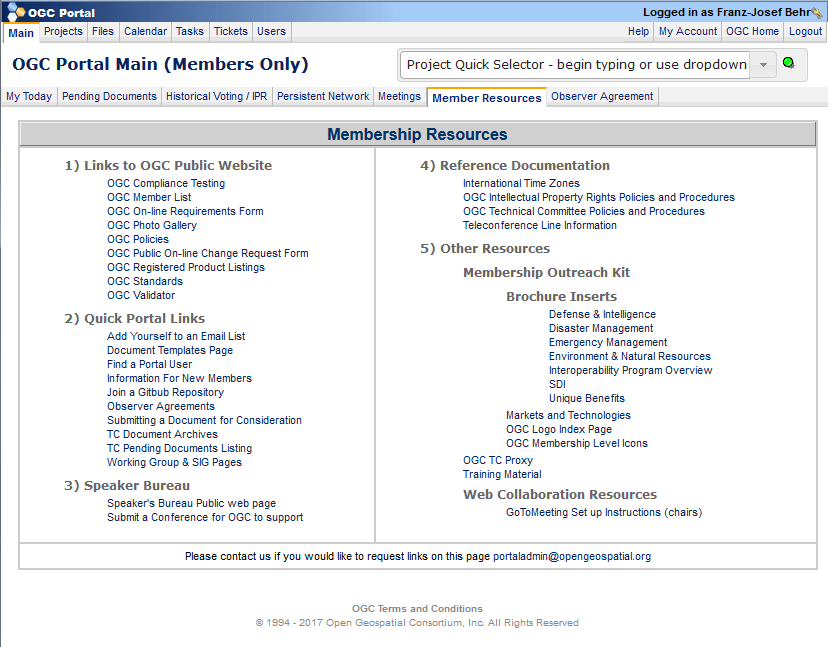 OGC Portal
Logged in as Franz-Josef Behr
Main Projects Files Calendar Tasks Tickets Users Help My Account OGC Home Logout
OGC Portal Main (Members Only)
Project Quick Selector - begin typing or use dropdown
My Today Pending Documents Historical Voting / IPR Persistent Network Meetings Member Resources Observer Agreement
Membership Resources
1) Links to OGC Public Website
OGC Compliance Testing
OGC Member List
OGC On-line Requirements Form
OGC Photo Gallery
OGC Policies
OGC Public On-line Change Request Form
OGC Registered Product Listings
OGC Standards
OGC Validator
2) Quick Portal Links
Add Yourself to an Email List
Document Templates Page
Find a Portal User
Information For New Members
Join a Gitbub Repository
Observer Agreements
Submitting a Document for Consideration
TC Document Archives
TC Pending Documents Listing
Working Group & SIG Pages
3) Speaker Bureau
Speaker's Bureau Public web page
Submit a Conference for OGC to support
4) Reference Documentation
International Time Zones
OGC Intellectual Property Rights Policies and Procedures
OGC Technical Committee Policies and Procedures
Teleconference Line Information
5) Other Resources
Membership Outreach Kit
Brochure Inserts
Defense & Intelligence
Disaster Management
Emergency Management
Environment & Natural Resources
Interoperability Program Overview
SDI
Unique Benefits
Markets and Technologies
OGC Logo Index Page
OGC Membership Level Icons
OGC TC Proxy
Training Material
Web Collaboration Resources
GoToMeeting Set up Instructions (chairs)
Please contact us if you would like to request links on this page portaladmin@opengeospatial.org
OGC Terms and Conditions
© 1994 - 2017 Open Geospatial Consortium, Inc. All Rights Reserved